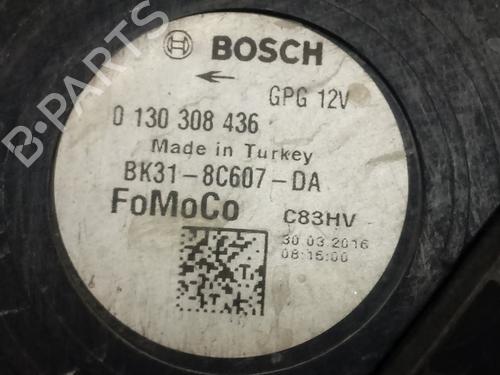 BOSCH
GPG 12V
0 130 308 436
Made in Turkey
BK31-8C607-DA
FoMoCo C83HV
30.03.2016
08:15:00
B-PARTS
B-PARTS